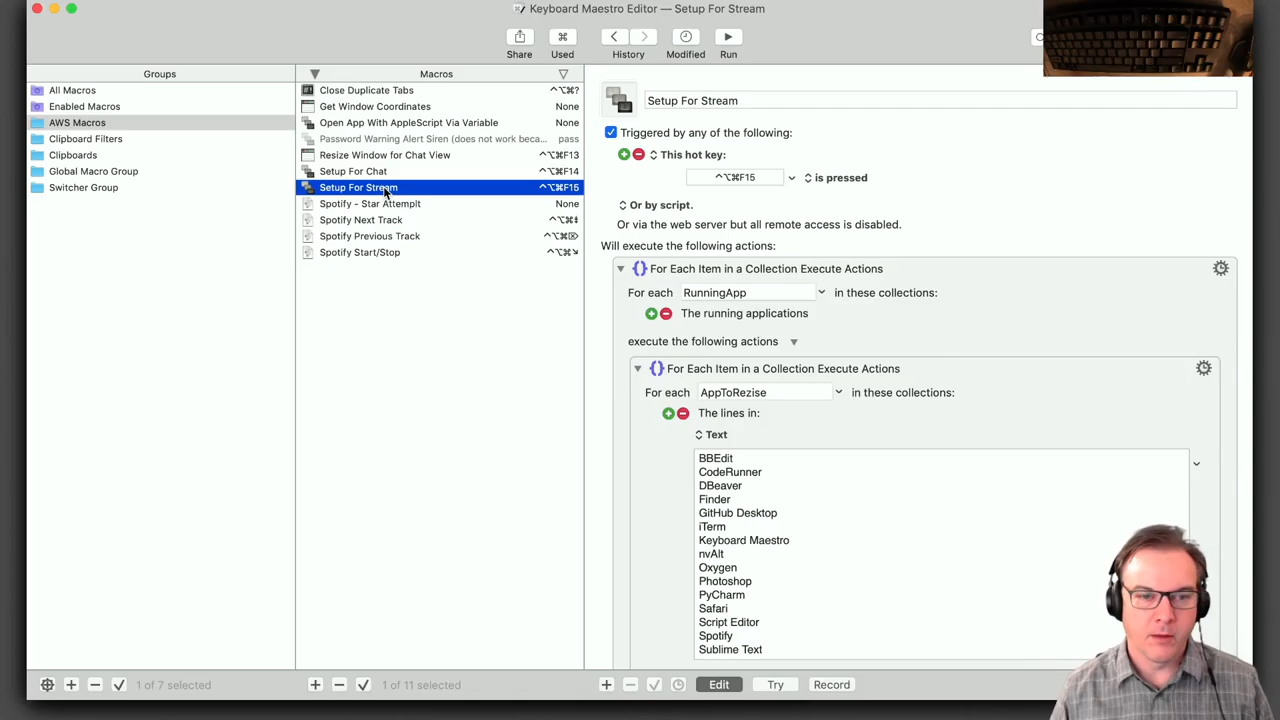 Keyboard Maestro Editor — Setup For Stream
Share
Used
History
Modified
Run
Groups
All Macros
Enabled Macros
AWS Macros
Clipboard Filters
Clipboards
Global Macro Group
Switcher Group
Macros
Close Duplicate Tabs ^⌥⌘?
Get Window Coordinates None
Open App With AppleScript Via Variable None
Password Warning Alert Siren (does not work beca... pass
Resize Window for Chat View ^⌥⌘F13
Setup For Chat ^⌥⌘F14
Setup For Stream ^⌥⌘F15
Spotify - Star Attemplt None
Spotify Next Track ^⌥⌘⇟
Spotify Previous Track ^⌥⌘⌦
Spotify Start/Stop ^⌥⌘↘
Setup For Stream
Triggered by any of the following:
This hot key:
^⌥⌘F15 is pressed
Or by script.
Or via the web server but all remote access is disabled.
Will execute the following actions:
For Each Item in a Collection Execute Actions
For each RunningApp in these collections:
The running applications
execute the following actions
For Each Item in a Collection Execute Actions
For each AppToRezise in these collections:
The lines in:
Text
BBEdit
CodeRunner
DBeaver
Finder
GitHub Desktop
iTerm
Keyboard Maestro
nvAlt
Oxygen
Photoshop
PyCharm
Safari
Script Editor
Spotify
Sublime Text
1 of 7 selected
1 of 11 selected
Edit
Try
Record